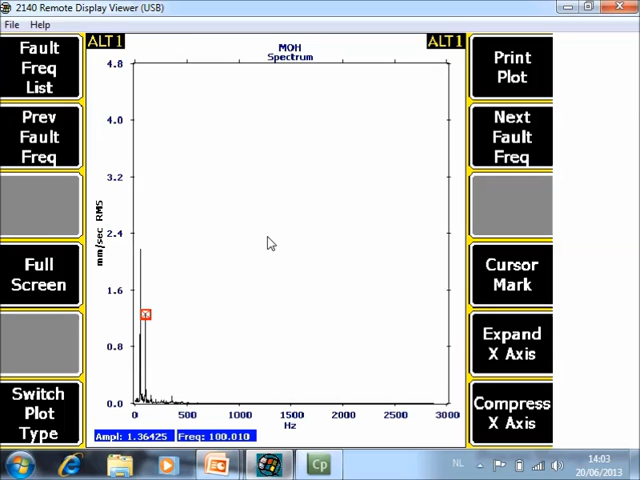 2140 Remote Display Viewer (USB)
File Help
Fault
Freq
List
Prev
Fault
Freq
Full
Screen
Switch
Plot
Type
ALT1
ALT1
MOH
Spectrum
4.8
4.0
3.2
2.4
1.6
0.8
0.0
mm/sec RMS
0
500
1000
1500
2000
2500
3000
Hz
Ampl: 1.36425
Freq: 100.010
Print
Plot
Next
Fault
Freq
Cursor
Mark
Expand
X Axis
Compress
X Axis
Cp
NL
14:03
20/06/2013